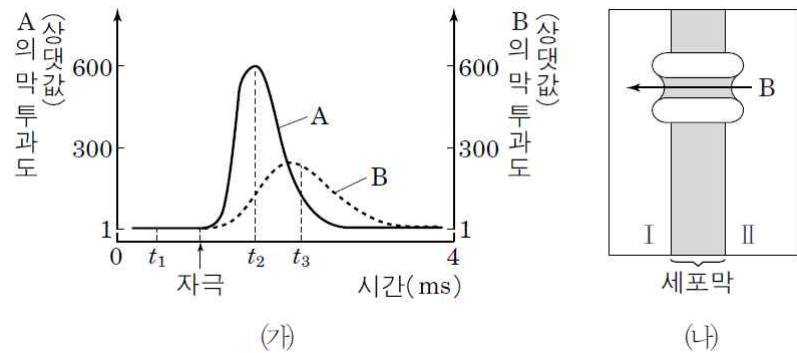 A의 막 투과도
(상댓값)
600
300
1
A
B
0
t₁
t₂
t₃
4
자극
시간(ms)
B의 막 투과도
(상댓값)
600
300
1
(가)
B
Ⅰ
Ⅱ
세포막
(나)